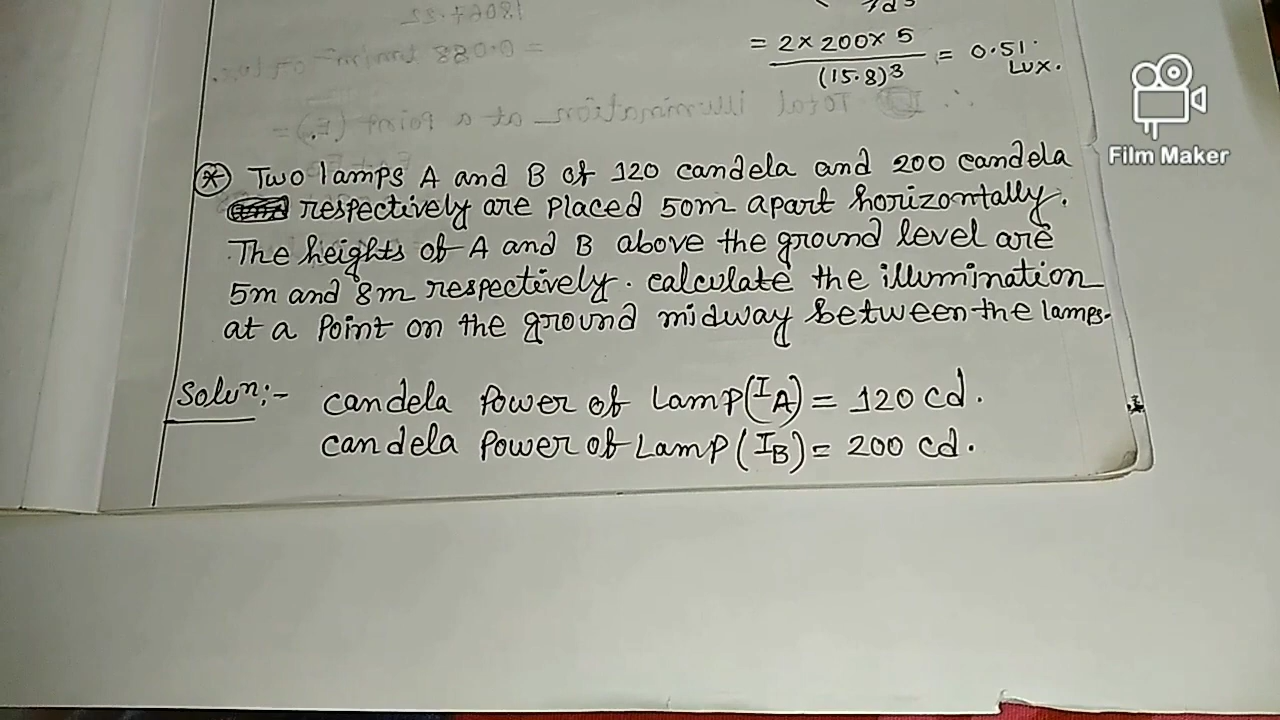 = 2 × 200 × 5 / (15.8)3 = 0.51 Lux.
Film Maker
* Two lamps A and B of 120 candela and 200 candela
respectively are placed 50m apart horizontally.
The heights of A and B above the ground level are
5m and 8m respectively. calculate the illumination
at a Point on the ground midway between the lamps.
Solun:- candela Power of Lamp(IA) = 120 cd.
candela Power of Lamp (IB) = 200 cd.